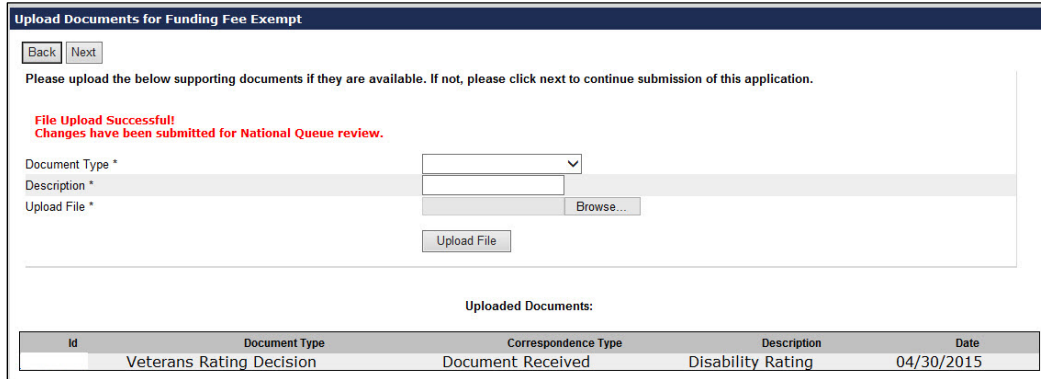 Upload Documents for Funding Fee Exempt
Back Next
Please upload the below supporting documents if they are available. If not, please click next to continue submission of this application.
File Upload Successful!
Changes have been submitted for National Queue review.
Document Type *
Description *
Upload File * Browse...
Upload File
Uploaded Documents:
Id Document Type Correspondence Type Description Date
Veterans Rating Decision Document Received Disability Rating 04/30/2015